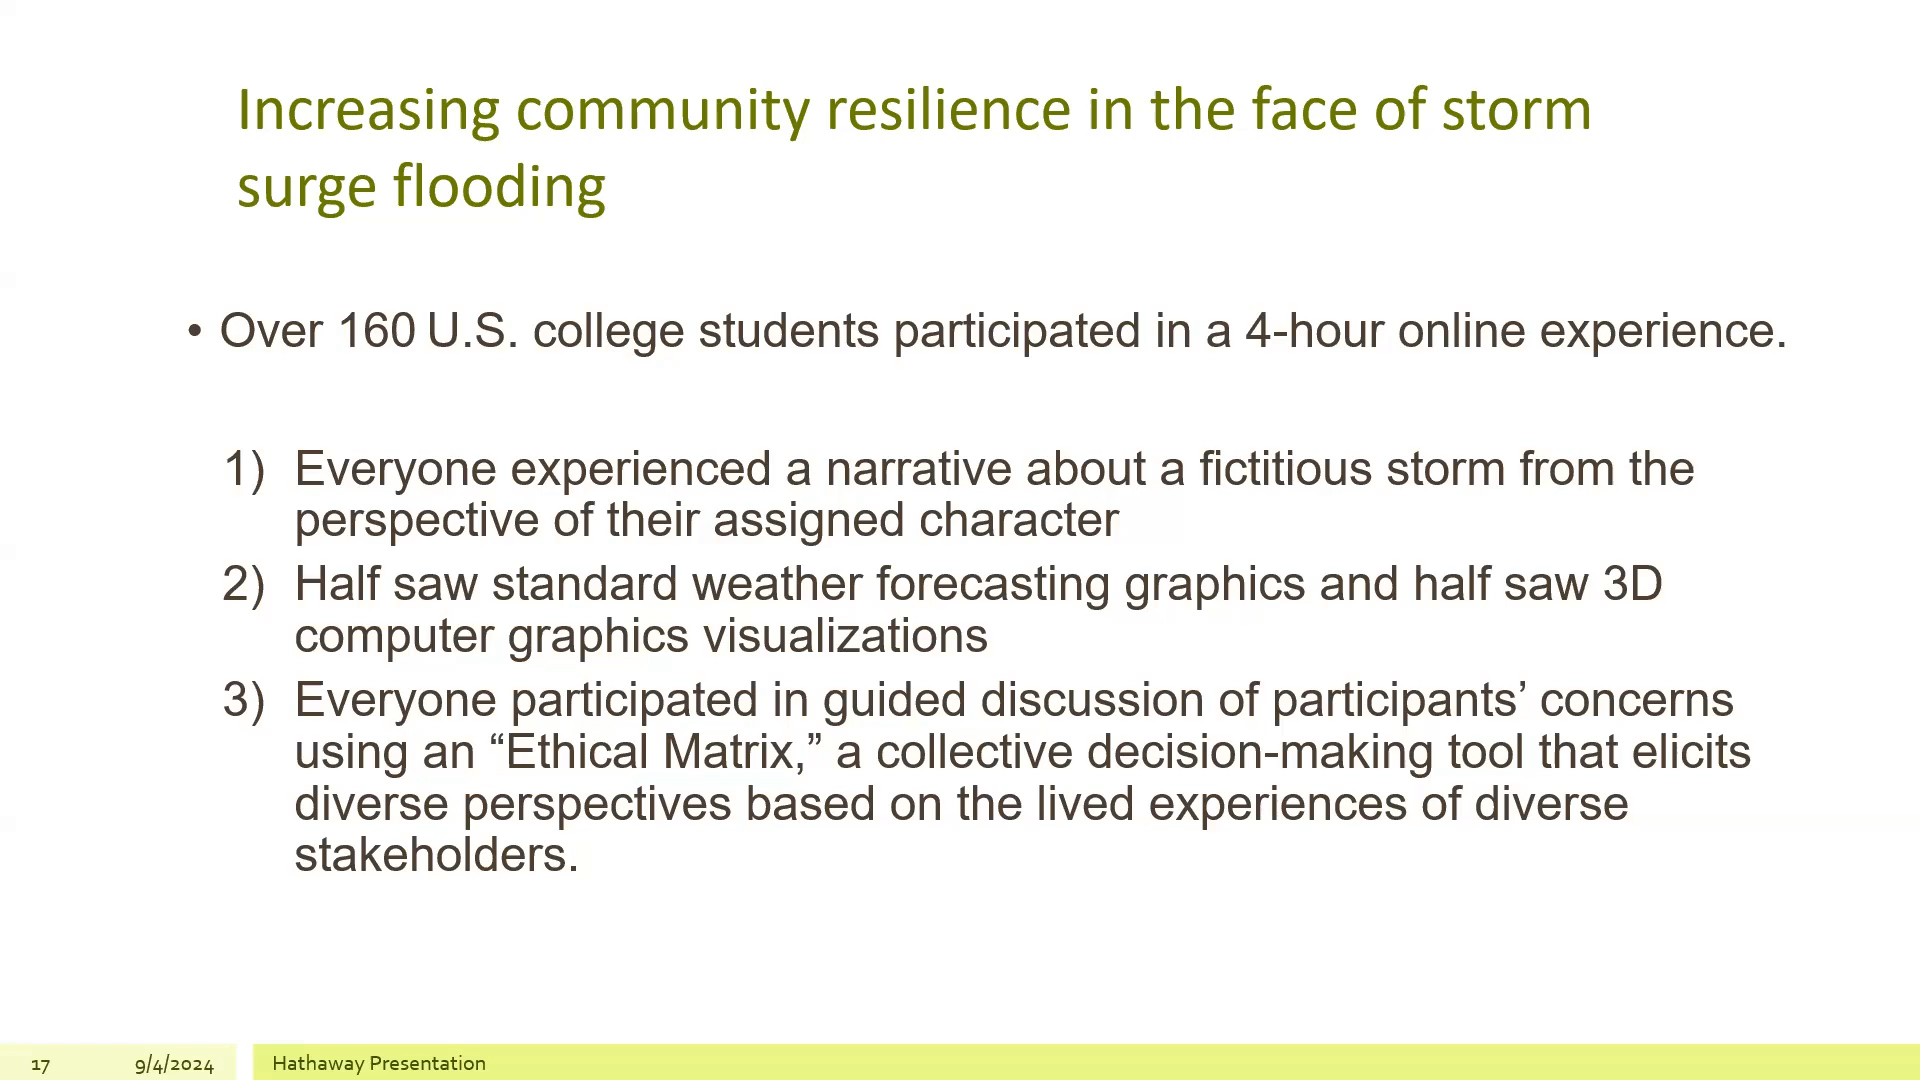 Increasing community resilience in the face of storm
surge flooding
• Over 160 U.S. college students participated in a 4-hour online experience.
1) Everyone experienced a narrative about a fictitious storm from the
perspective of their assigned character
2) Half saw standard weather forecasting graphics and half saw 3D
computer graphics visualizations
3) Everyone participated in guided discussion of participants’ concerns
using an “Ethical Matrix,” a collective decision-making tool that elicits
diverse perspectives based on the lived experiences of diverse
stakeholders.
17 9/4/2024 Hathaway Presentation